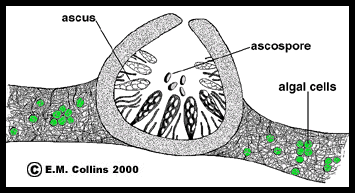 ascus
ascospore
algal cells
© E.M. Collins 2000